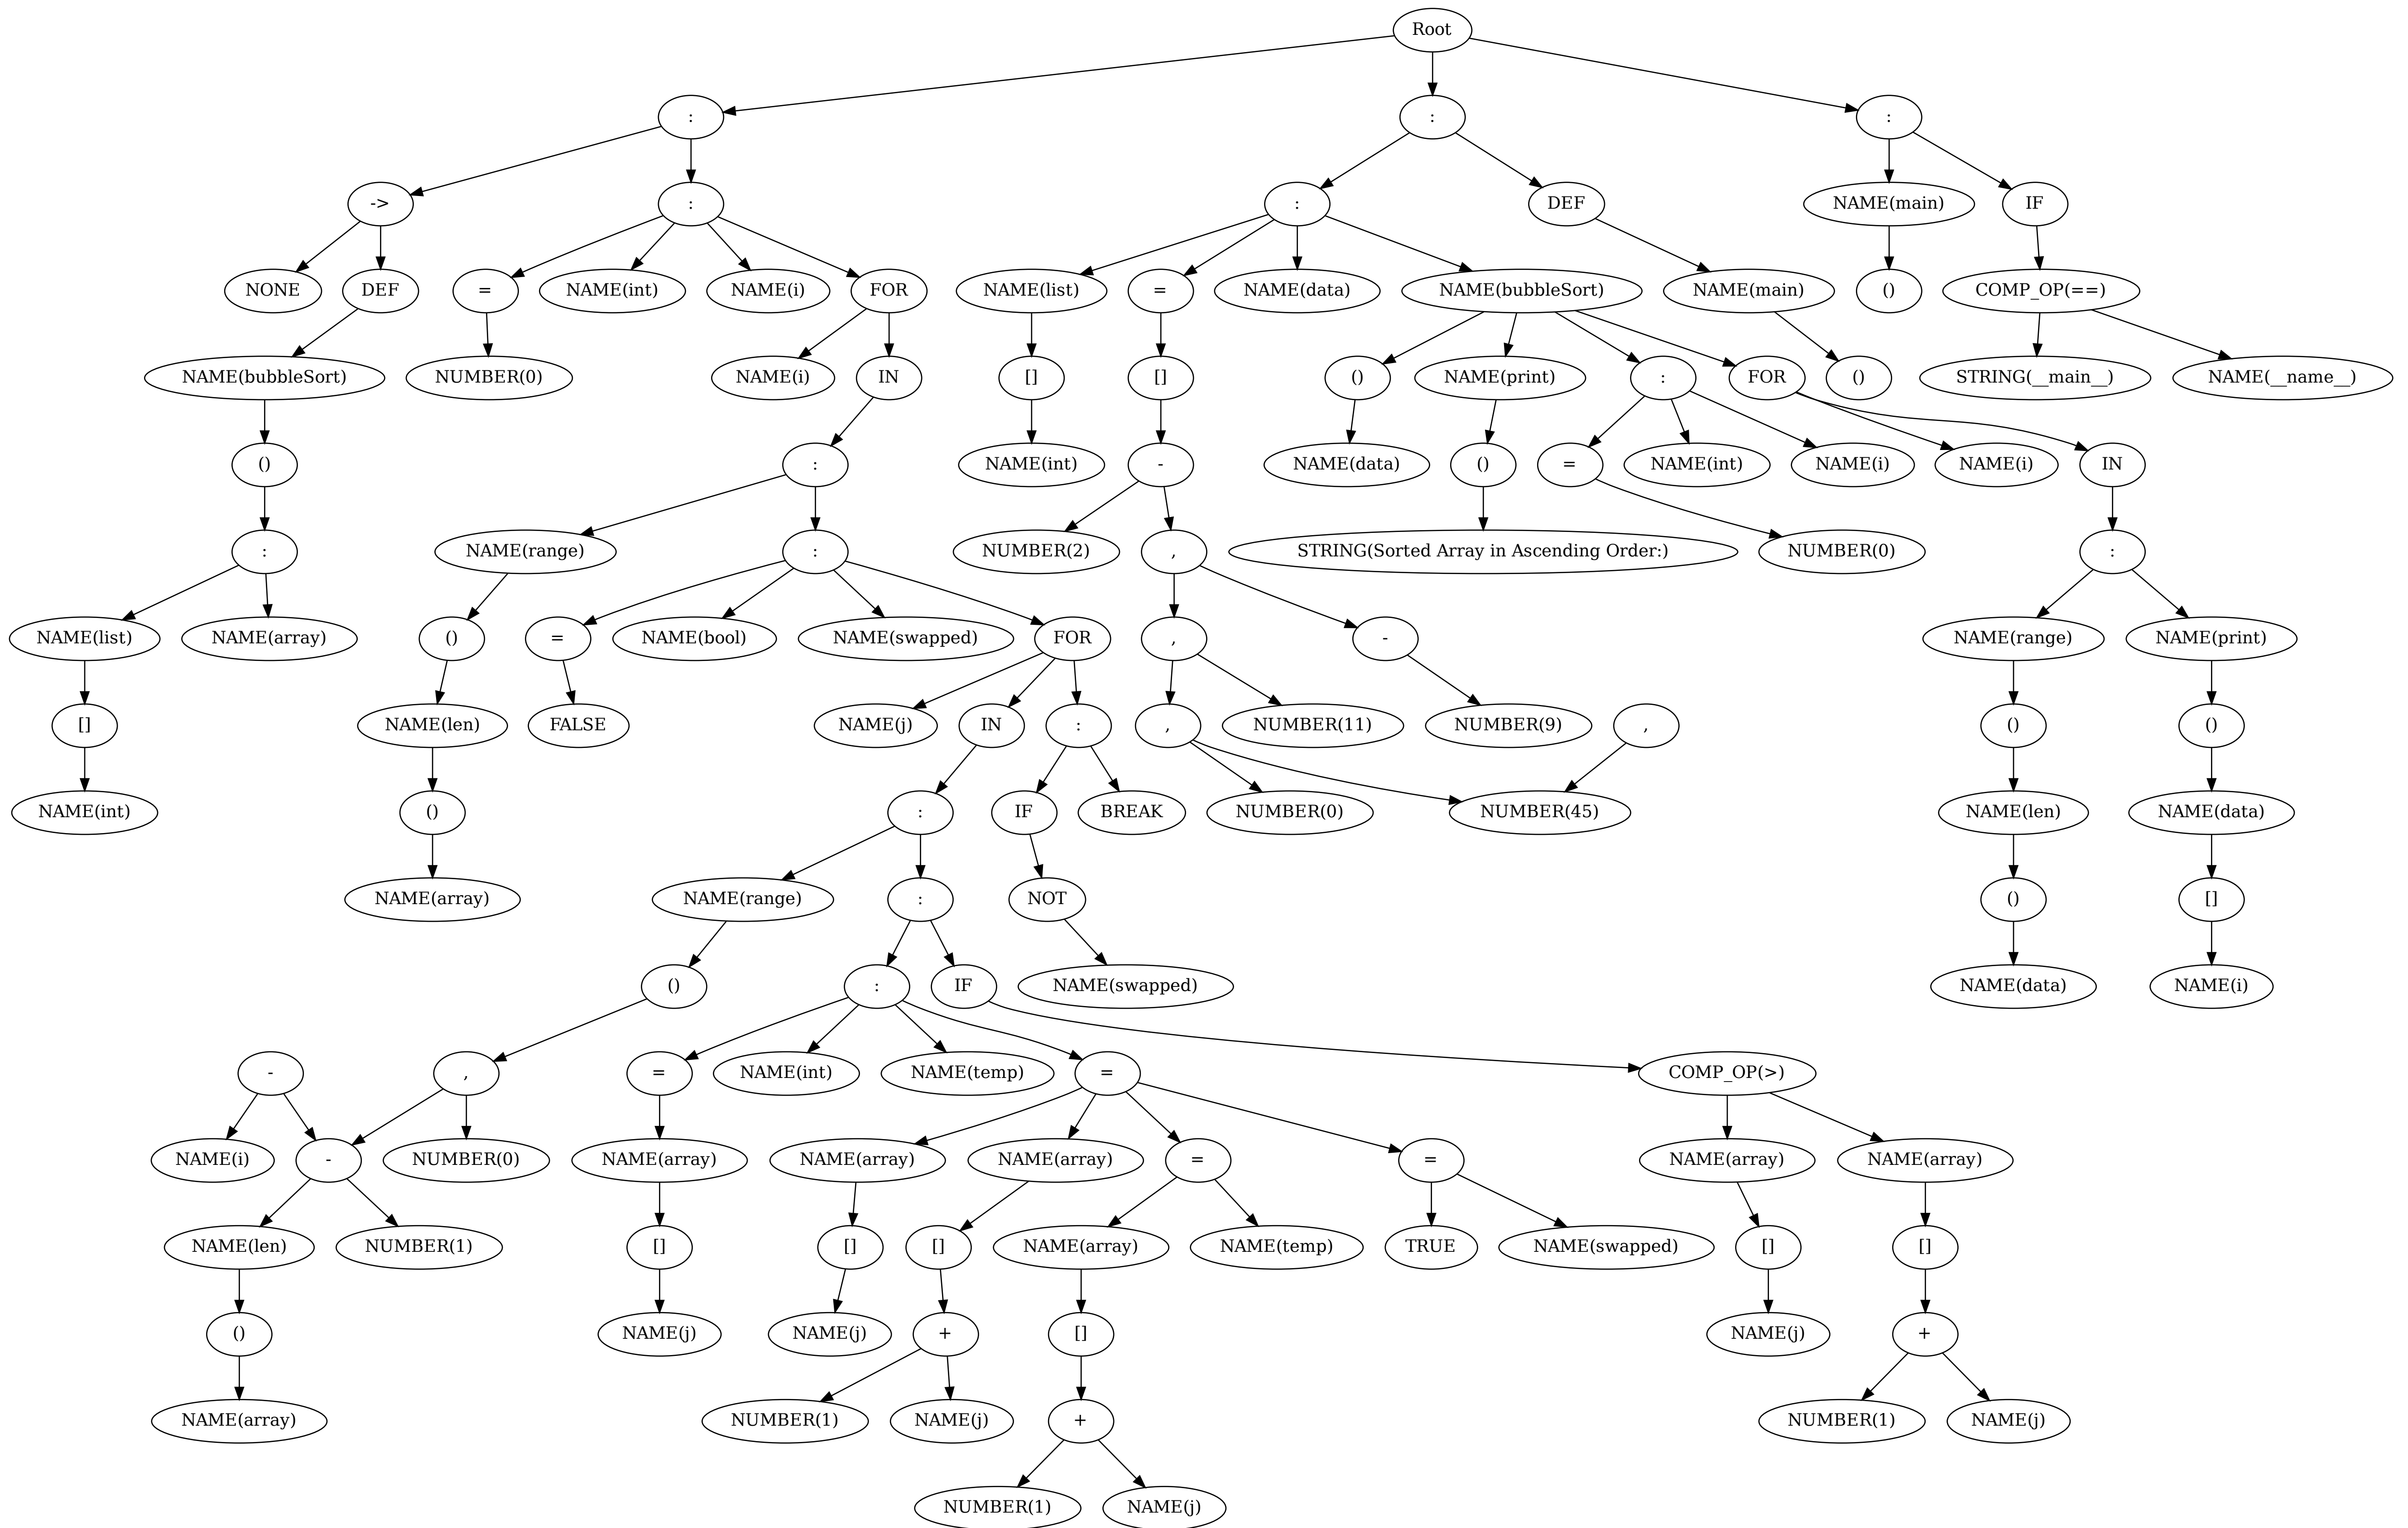 Root
: : :
-> : : DEF NAME(main) IF
NONE DEF = NAME(int) NAME(i) FOR NAME(list) = NAME(data) NAME(bubbleSort) NAME(main) () COMP_OP(==)
NAME(bubbleSort) NUMBER(0) NAME(i) IN [] [] () NAME(print) : FOR () STRING(__main__) NAME(__name__)
() : NAME(int) - NAME(data) () = NAME(int) NAME(i) NAME(i) IN
: NAME(range) : NUMBER(2) , STRING(Sorted Array in Ascending Order:) NUMBER(0) :
NAME(list) NAME(array) () = NAME(bool) NAME(swapped) FOR , - NAME(range) NAME(print)
[] NAME(len) FALSE NAME(j) IN : , NUMBER(11) NUMBER(9) , () ()
NAME(int) () : IF BREAK NUMBER(0) NUMBER(45) NAME(len) NAME(data)
NAME(array) NAME(range) : NOT () []
() : IF NAME(swapped) NAME(data) NAME(i)
- , = NAME(int) NAME(temp) = COMP_OP(>)
NAME(i) - NUMBER(0) NAME(array) NAME(array) NAME(array) = = NAME(array) NAME(array)
NAME(len) NUMBER(1) [] [] [] NAME(array) NAME(temp) TRUE NAME(swapped) [] []
() NAME(j) NAME(j) + [] NAME(j) +
NAME(array) NUMBER(1) NAME(j) + NUMBER(1) NAME(j)
NUMBER(1) NAME(j)